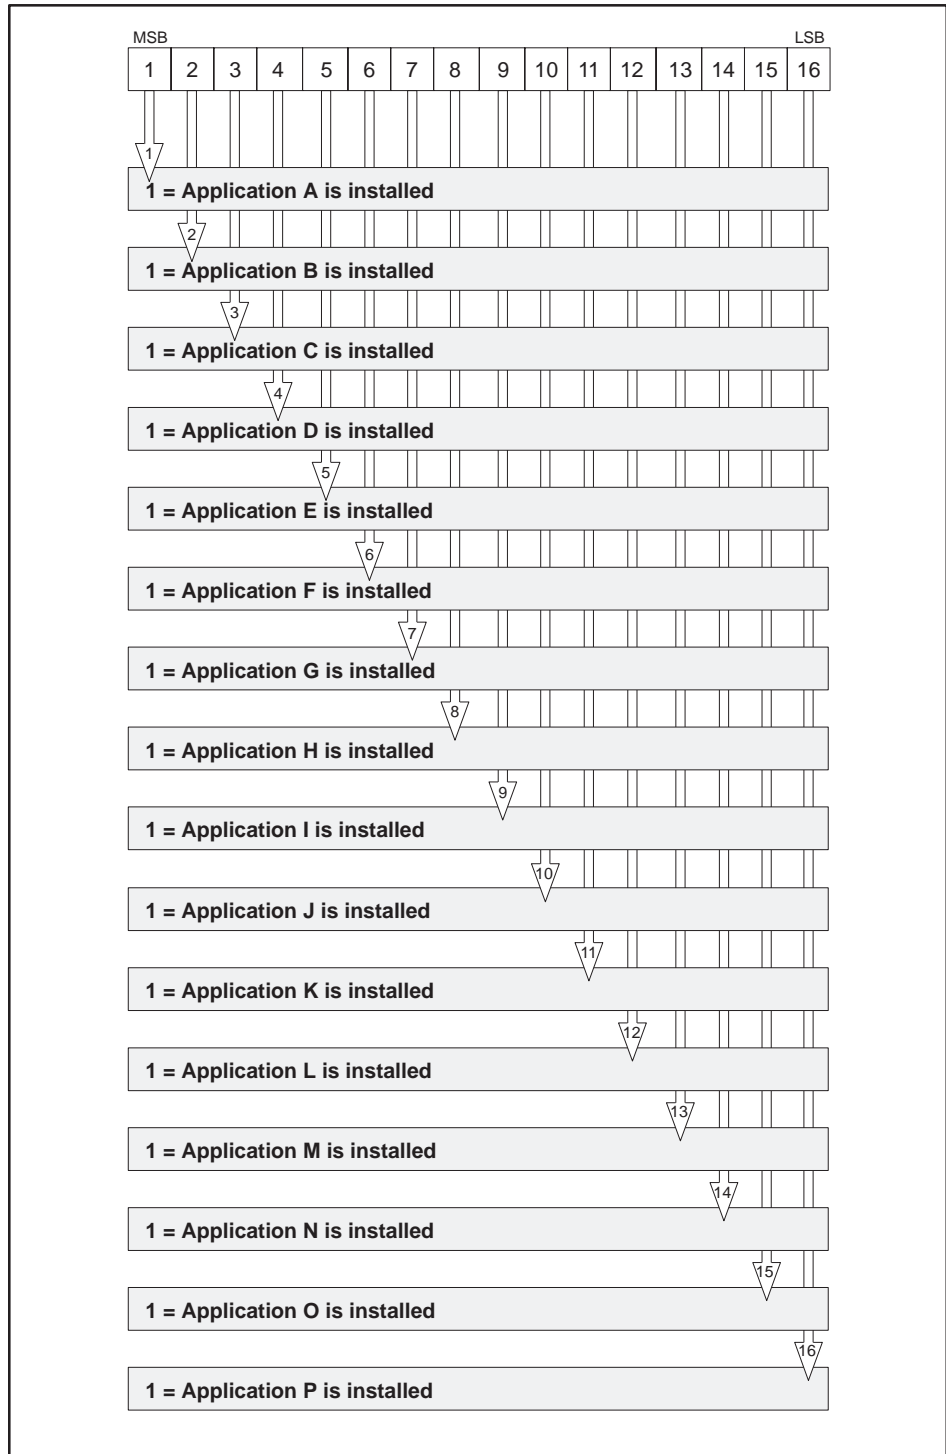 MSB LSB
1 2 3 4 5 6 7 8 9 10 11 12 13 14 15 16
1
1 = Application A is installed
2
1 = Application B is installed
3
1 = Application C is installed
4
1 = Application D is installed
5
1 = Application E is installed
6
1 = Application F is installed
7
1 = Application G is installed
8
1 = Application H is installed
9
1 = Application I is installed
10
1 = Application J is installed
11
1 = Application K is installed
12
1 = Application L is installed
13
1 = Application M is installed
14
1 = Application N is installed
15
1 = Application O is installed
16
1 = Application P is installed